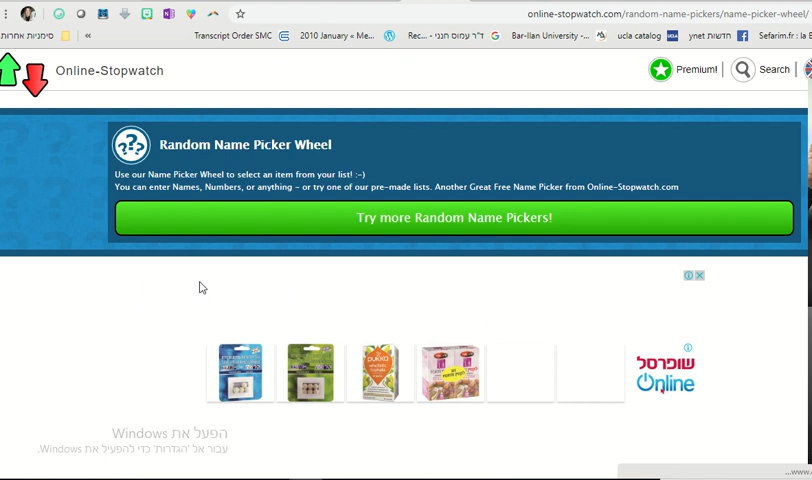 online-stopwatch.com/random-name-pickers/name-picker-wheel/
סימניות אחרות « Transcript Order SMC 2010 January « Me... Rec... - ד"ר עמוס חנני Bar-Ilan University -... ucla catalog ynet חדשות Sefarim.fr : la B
Online-Stopwatch Premium! Search
Random Name Picker Wheel
Use our Name Picker Wheel to select an item from your list! :-)
You can enter Names, Numbers, or anything - or try one of our pre-made lists. Another Great Free Name Picker from Online-Stopwatch.com
Try more Random Name Pickers!
pukka
שופרסל
Online
הפעל את Windows
עבור אל 'הגדרות' כדי להפעיל את Windows.
...www.c